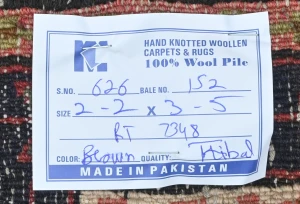 HAND KNOTTED WOOLLEN
CARPETS & RUGS
100% Wool Pile
S.NO. 626 BALE NO. 152
SIZE 2-2 x 3-5
RT 7348
COLOR: Brown QUALITY:
MADE IN PAKISTAN